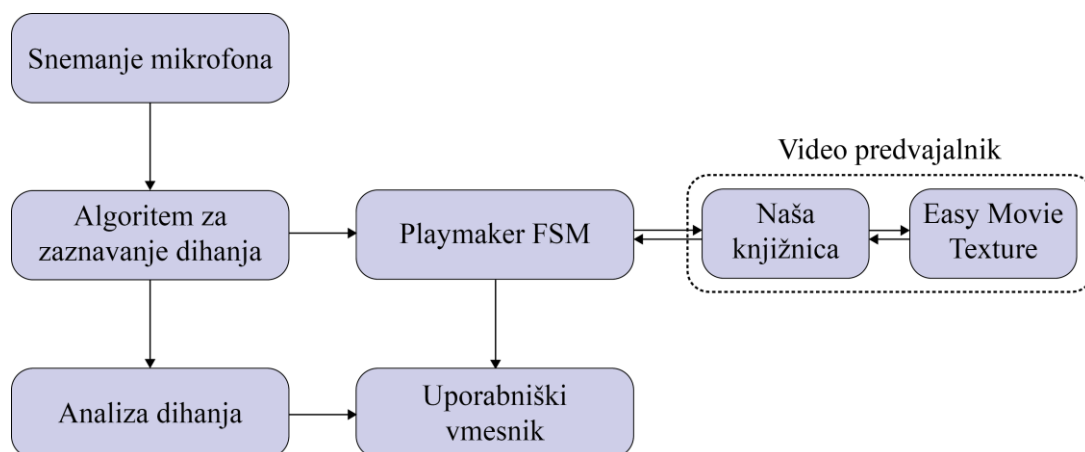 Snemanje mikrofona
Video predvajalnik
Algoritem za
zaznavanje dihanja
Playmaker FSM
Naša
knjižnica
Easy Movie
Texture
Analiza dihanja
Uporabniški
vmesnik